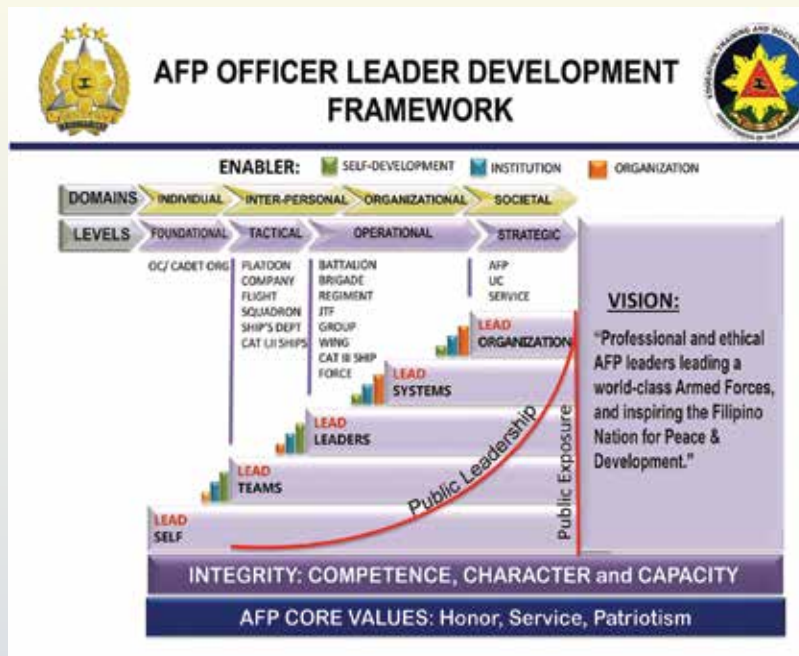 AFP OFFICER LEADER DEVELOPMENT
FRAMEWORK
ENABLER: SELF-DEVELOPMENT INSTITUTION ORGANIZATION
DOMAINS INDIVIDUAL INTER-PERSONAL ORGANIZATIONAL SOCIETAL
LEVELS FOUNDATIONAL TACTICAL OPERATIONAL STRATEGIC
OC/ CADET ORG
PLATOON
COMPANY
FLIGHT
SQUADRON
SHIP'S DEPT
CAT I,II SHIPS
BATTALION
BRIGADE
REGIMENT
JTF
GROUP
WING
CAT III SHIP
FORCE
AFP
UC
SERVICE
LEAD
ORGANIZATION
LEAD
SYSTEMS
LEAD
LEADERS
LEAD
TEAMS
LEAD
SELF
Public Leadership
Public Exposure
VISION:
"Professional and ethical
AFP leaders leading a
world-class Armed Forces,
and inspiring the Filipino
Nation for Peace &
Development."
INTEGRITY: COMPETENCE, CHARACTER and CAPACITY
AFP CORE VALUES: Honor, Service, Patriotism